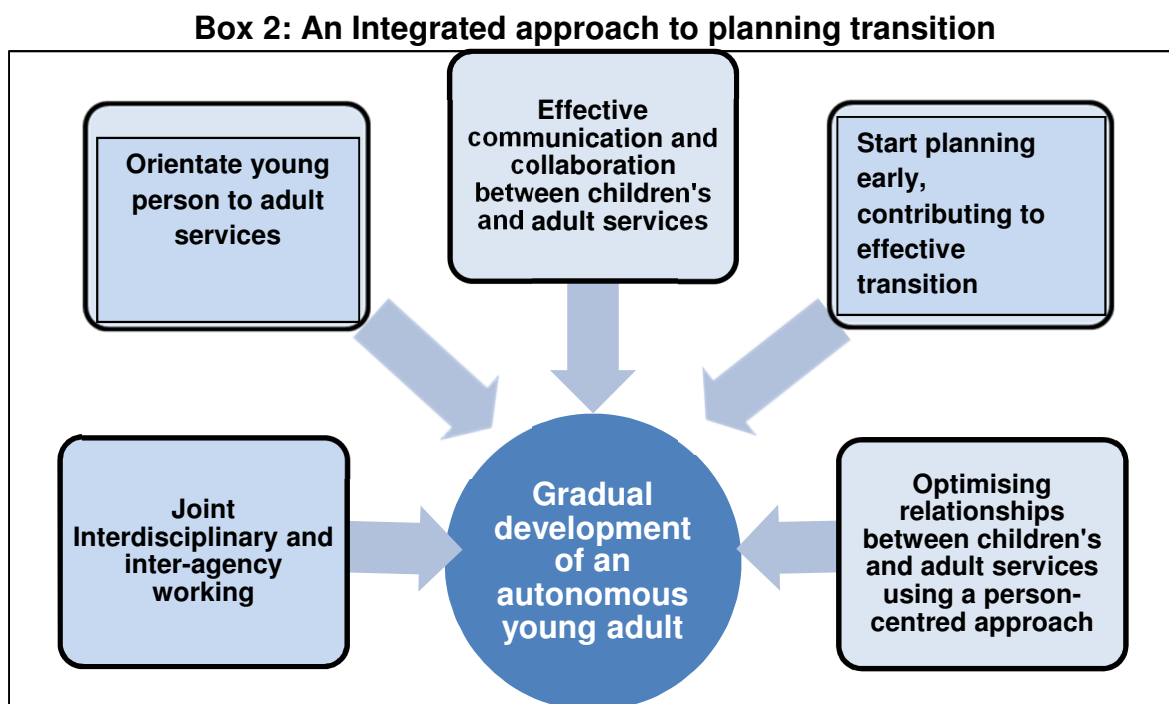 Box 2: An Integrated approach to planning transition
Orientate young
person to adult
services
Effective
communication and
collaboration
between children's
and adult services
Start planning
early,
contributing to
effective
transition
Joint
Interdisciplinary and
inter-agency
working
Gradual
development
of an
autonomous
young adult
Optimising
relationships
between children's
and adult services
using a person-
centred approach